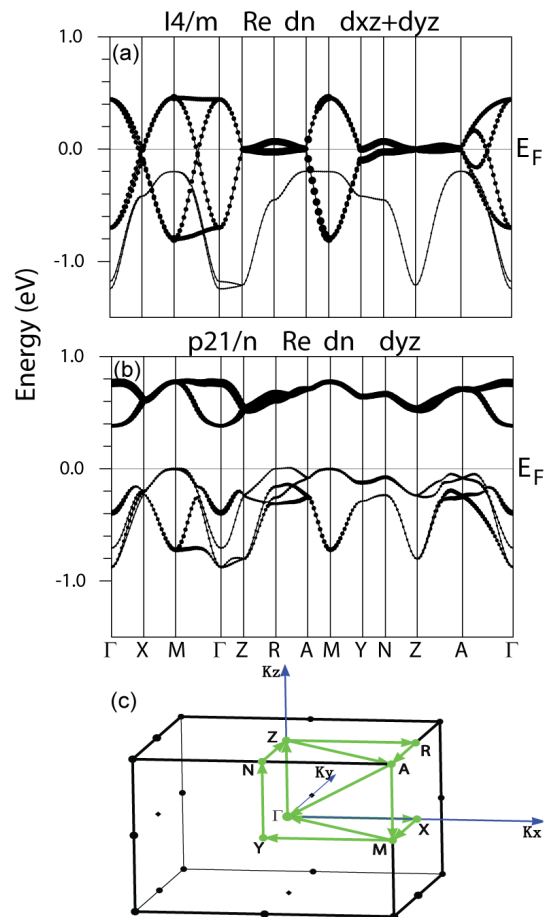 I4/m Re dn dxz+dyz
(a)
1.0
0.0
-1.0
E_F
Energy (eV)
p21/n Re dn dyz
(b)
1.0
0.0
-1.0
E_F
Γ X M Γ Z R A M Y N Z A Γ
(c)
Kz
Z
R
N
A
Ky
Γ
X
Kx
Y
M